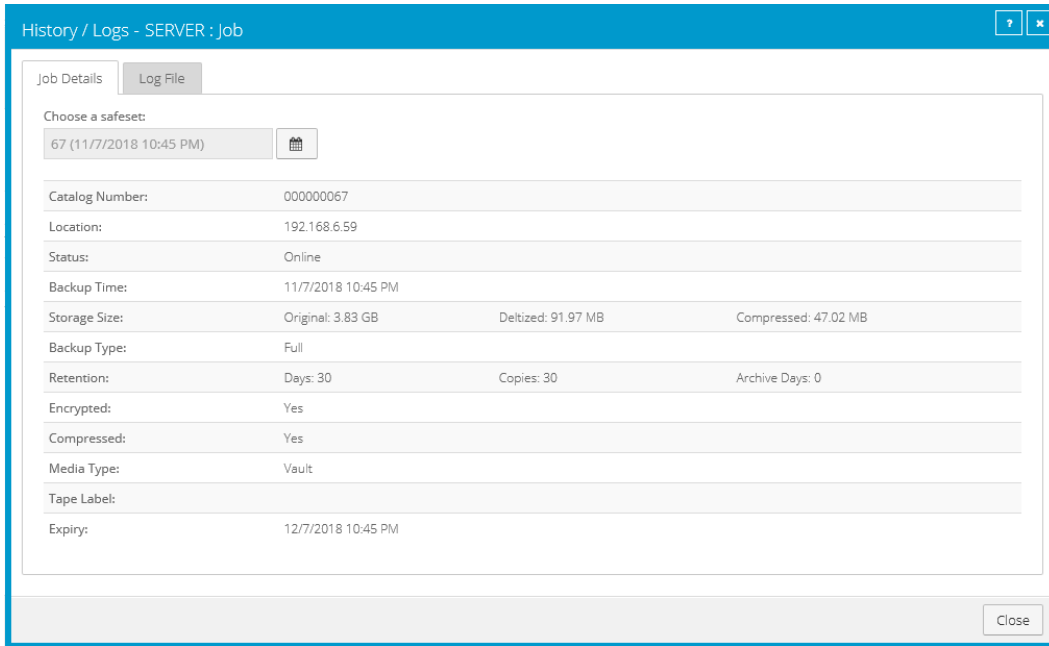 History / Logs - SERVER : Job
? ×
Job Details Log File
Choose a safeset:
67 (11/7/2018 10:45 PM)
Catalog Number: 000000067
Location: 192.168.6.59
Status: Online
Backup Time: 11/7/2018 10:45 PM
Storage Size: Original: 3.83 GB Deltized: 91.97 MB Compressed: 47.02 MB
Backup Type: Full
Retention: Days: 30 Copies: 30 Archive Days: 0
Encrypted: Yes
Compressed: Yes
Media Type: Vault
Tape Label:
Expiry: 12/7/2018 10:45 PM
Close